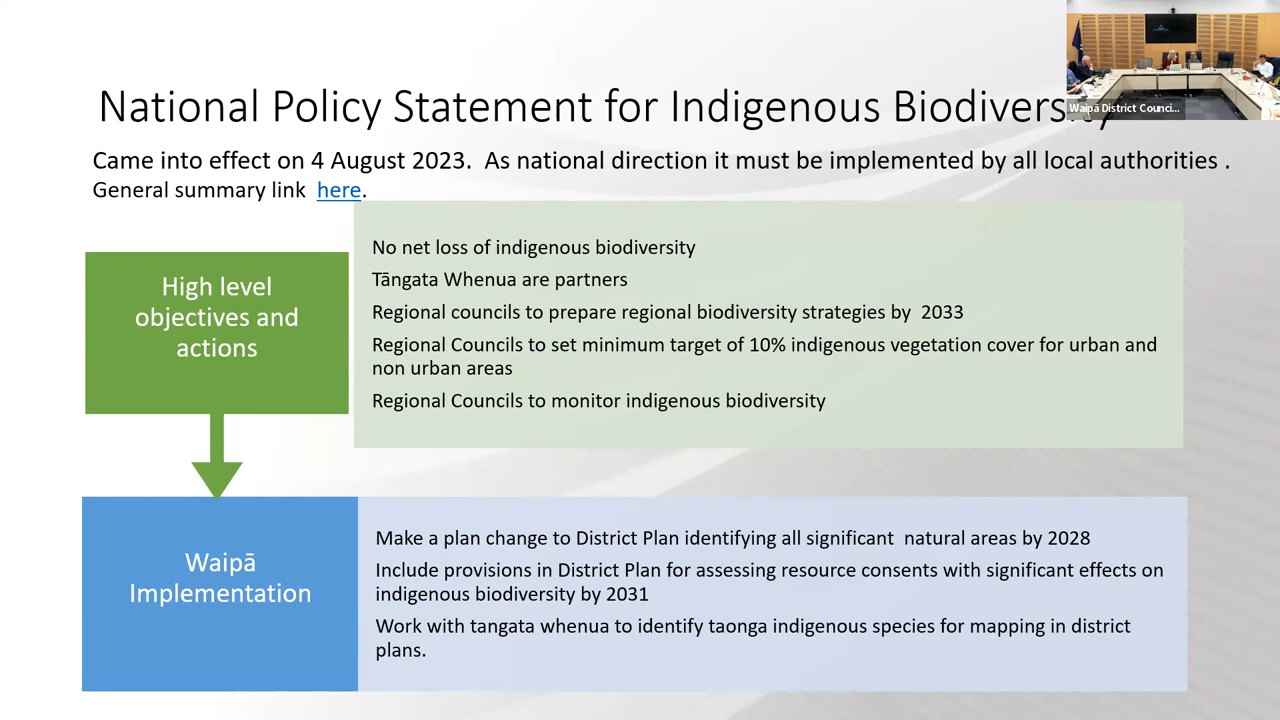 National Policy Statement for Indigenous Biodiversity
Waipā District Counci...
Came into effect on 4 August 2023.  As national direction it must be implemented by all local authorities .
General summary link  here.
High level
objectives and
actions
No net loss of indigenous biodiversity
Tāngata Whenua are partners
Regional councils to prepare regional biodiversity strategies by  2033
Regional Councils to set minimum target of 10% indigenous vegetation cover for urban and
non urban areas
Regional Councils to monitor indigenous biodiversity
Waipā
Implementation
Make a plan change to District Plan identifying all significant  natural areas by 2028
Include provisions in District Plan for assessing resource consents with significant effects on
indigenous biodiversity by 2031
Work with tangata whenua to identify taonga indigenous species for mapping in district
plans.